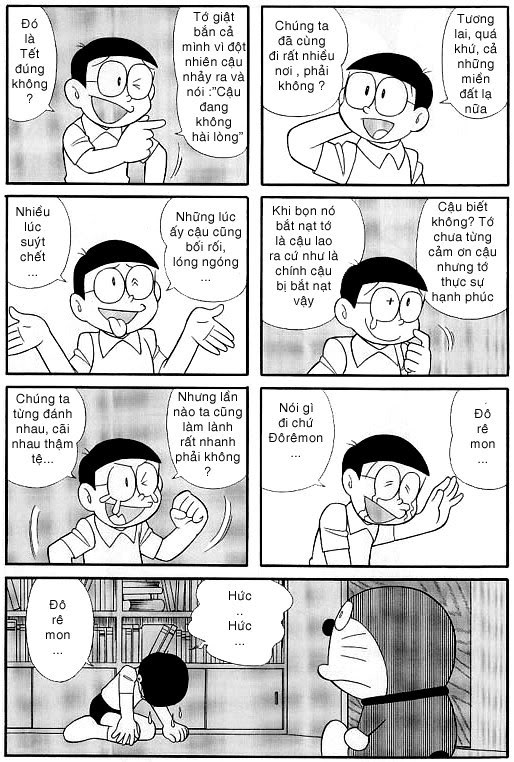 Đó
là
Tết
đúng
không
?
Tớ giật
bắn cả
mình vì đột
nhiên cậu
nhảy ra và
nói :"Cậu
đang
không
hài lòng"
Chúng ta
đã cùng
đi rất nhiều
nơi , phải
không ?
Tương
lai, quá
khứ, cả
những
miền
đất lạ
nữa
Nhiều
lúc
suýt
chết
...
Những lúc
ấy cậu cũng
bối rối,
lóng ngóng
...
Khi bọn nó
bắt nạt tớ
là cậu lao
ra cứ như là
chính cậu
bị bắt nạt
vậy
Cậu biết
không? Tớ
chưa từng
cảm ơn cậu
nhưng tớ
thực sự
hạnh phúc
Chúng ta
từng đánh
nhau, cãi
nhau thậm
tệ...
Nhưng lần
nào ta cũng
làm lành
rất nhanh
phải không
?
Nói gì
đi chứ
Đôrêmon
...
Đô
rê
mon
...
Đô
rê
mon
...
Hức
..
Hức
...